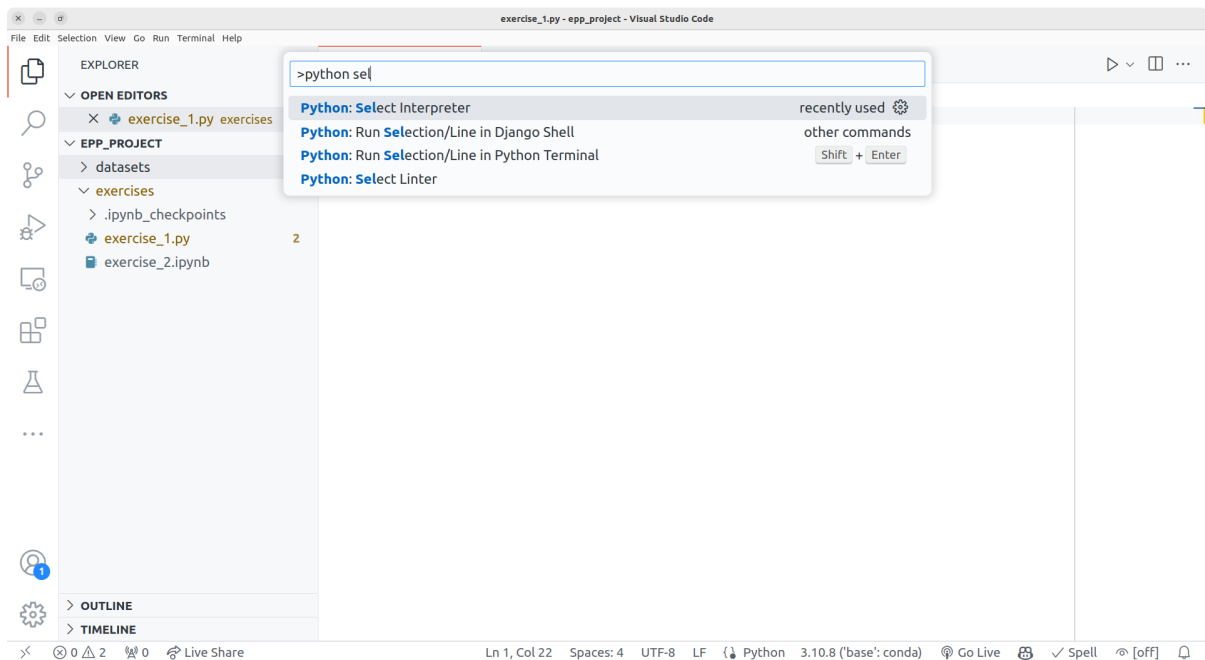 exercise_1.py - epp_project - Visual Studio Code
File Edit Selection View Go Run Terminal Help
EXPLORER
OPEN EDITORS
exercise_1.py exercises
EPP_PROJECT
datasets
exercises
.ipynb_checkpoints
exercise_1.py 2
exercise_2.ipynb
OUTLINE
TIMELINE
>python sel
Python: Select Interpreter recently used
Python: Run Selection/Line in Django Shell other commands
Python: Run Selection/Line in Python Terminal Shift + Enter
Python: Select Linter
1
0 2 0 Live Share Ln 1, Col 22 Spaces: 4 UTF-8 LF Python 3.10.8 ('base': conda) Go Live Spell [off]